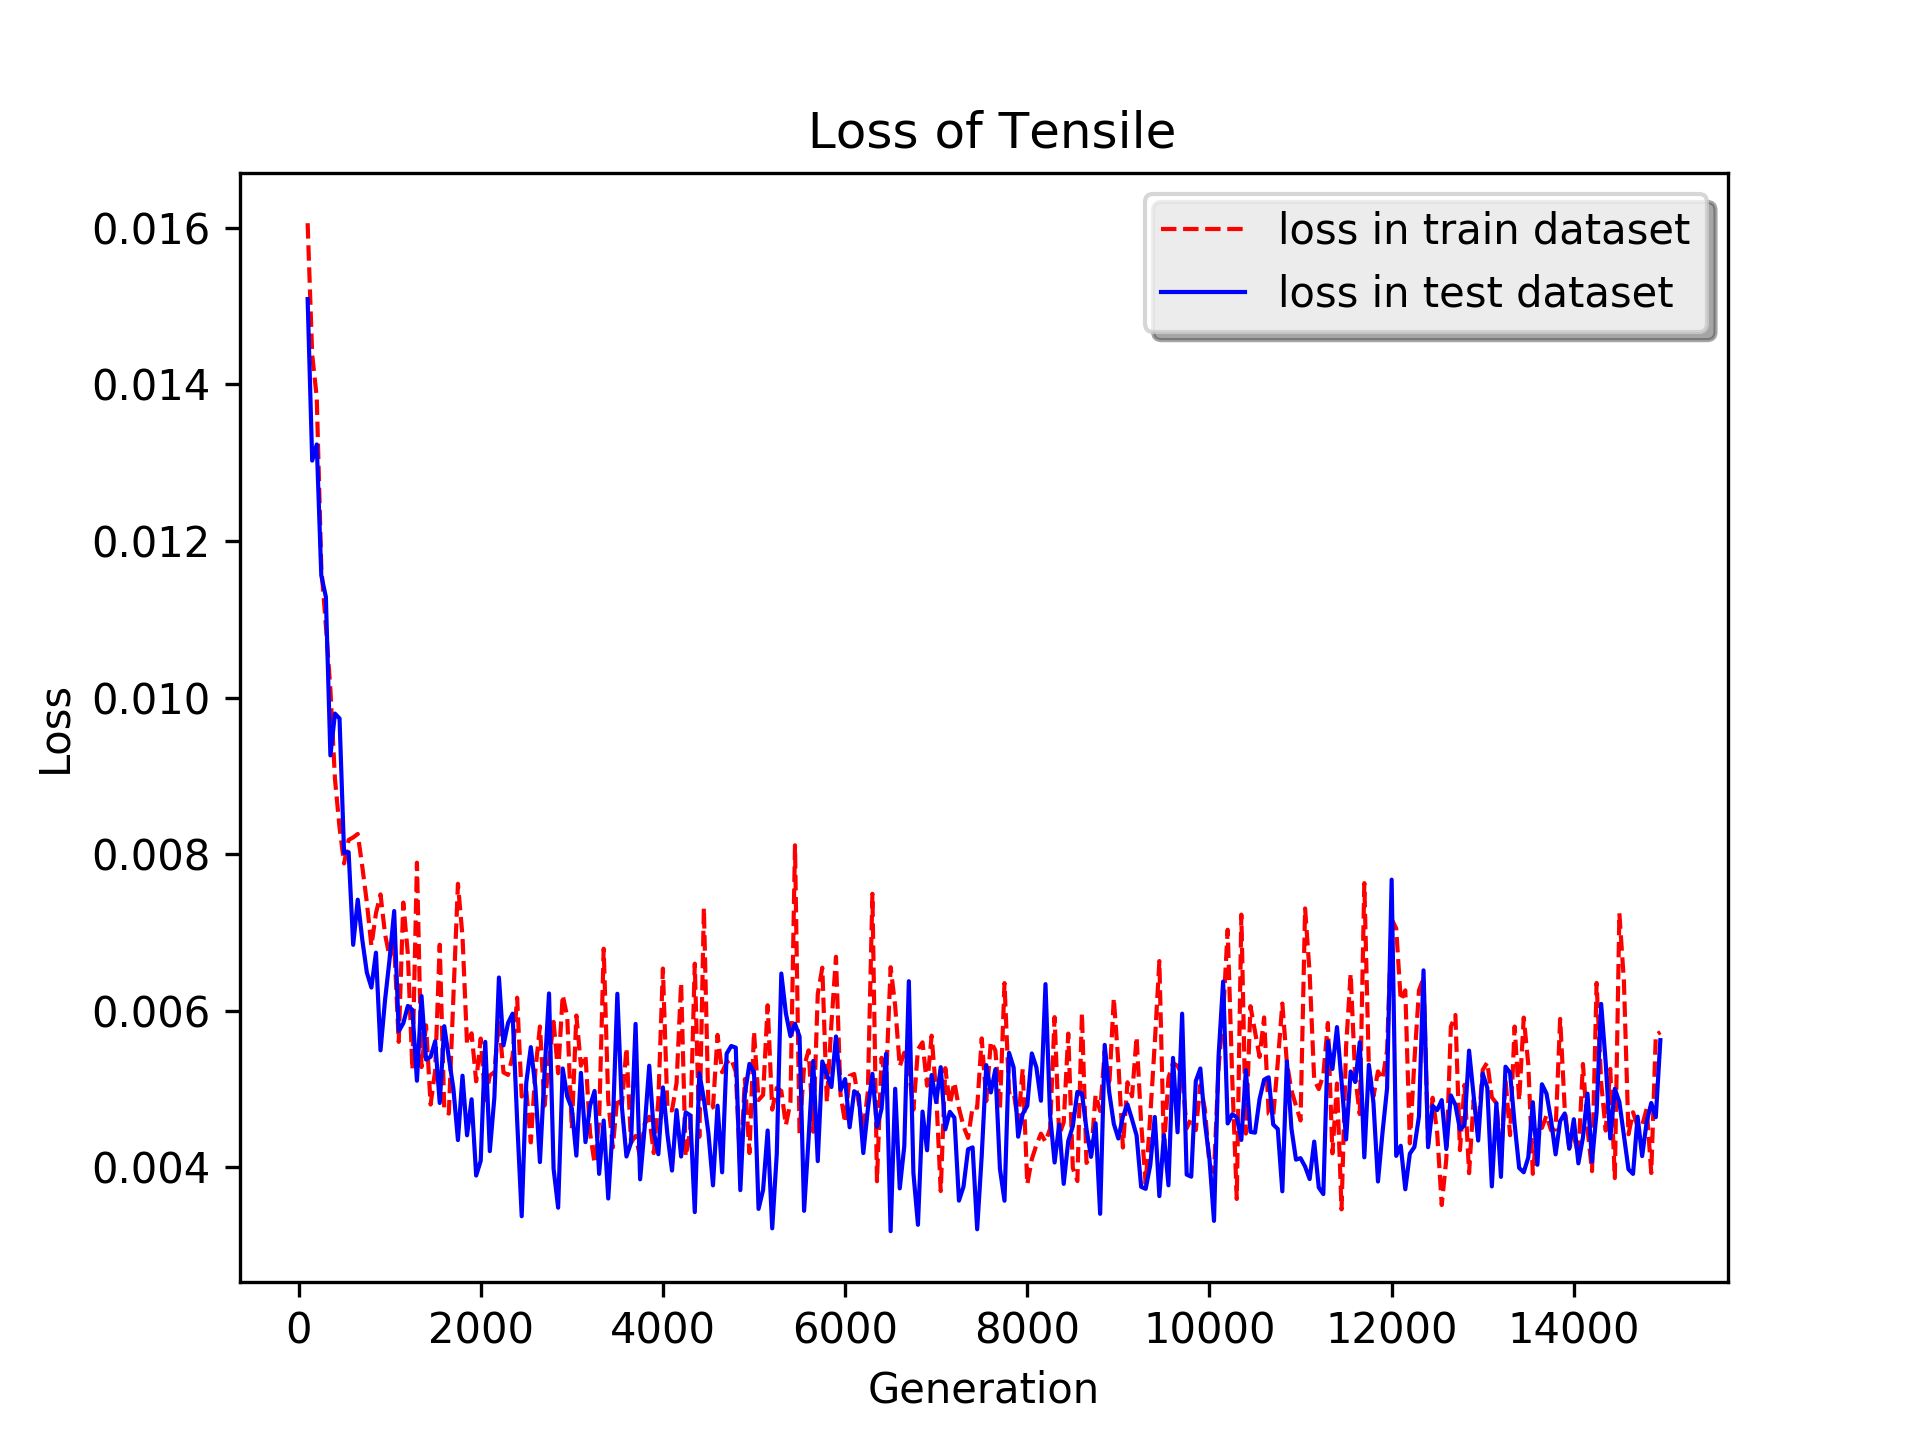 Loss of Tensile
loss in train dataset
loss in test dataset
0.016
0.014
0.012
0.010
0.008
0.006
0.004
Loss
0 2000 4000 6000 8000 10000 12000 14000
Generation